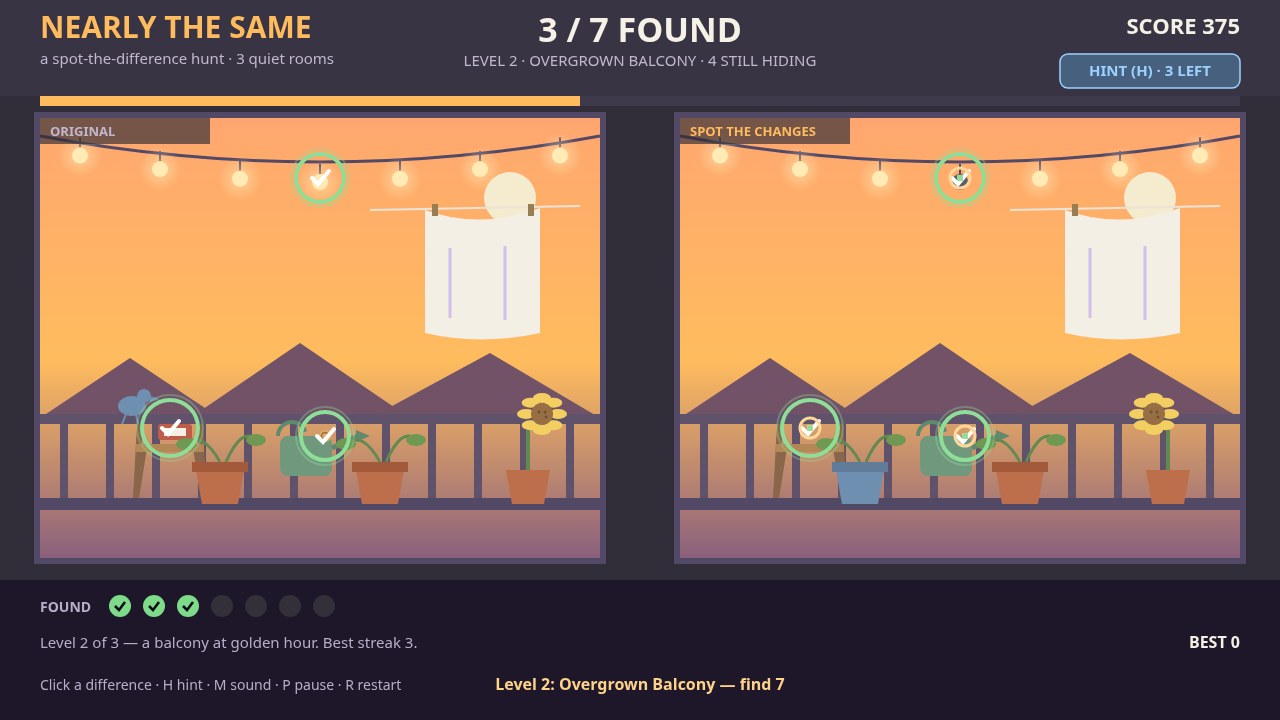 NEARLY THE SAME
a spot-the-difference hunt · 3 quiet rooms
3 / 7 FOUND
LEVEL 2 · OVERGROWN BALCONY · 4 STILL HIDING
SCORE 375
HINT (H) · 3 LEFT
ORIGINAL
SPOT THE CHANGES
FOUND
Level 2 of 3 — a balcony at golden hour. Best streak 3.
BEST 0
Click a difference · H hint · M sound · P pause · R restart
Level 2: Overgrown Balcony — find 7